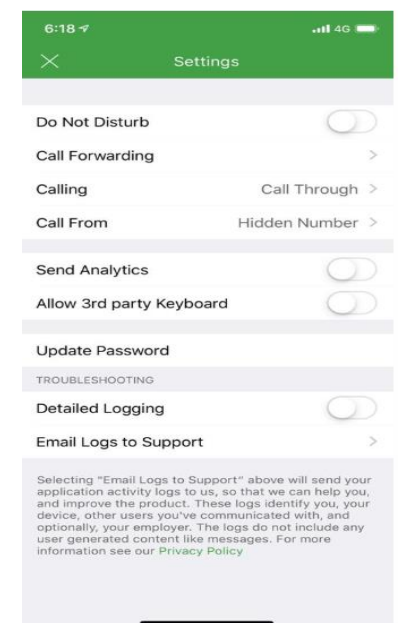 6:18
4G
Settings
Do Not Disturb
Call Forwarding
Calling Call Through
Call From Hidden Number
Send Analytics
Allow 3rd party Keyboard
Update Password
TROUBLESHOOTING
Detailed Logging
Email Logs to Support
Selecting "Email Logs to Support" above will send your
application activity logs to us, so that we can help you,
and improve the product. These logs identify you, your
device, other users you've communicated with, and
optionally, your employer. The logs do not include any
user generated content like messages. For more
information see our Privacy Policy